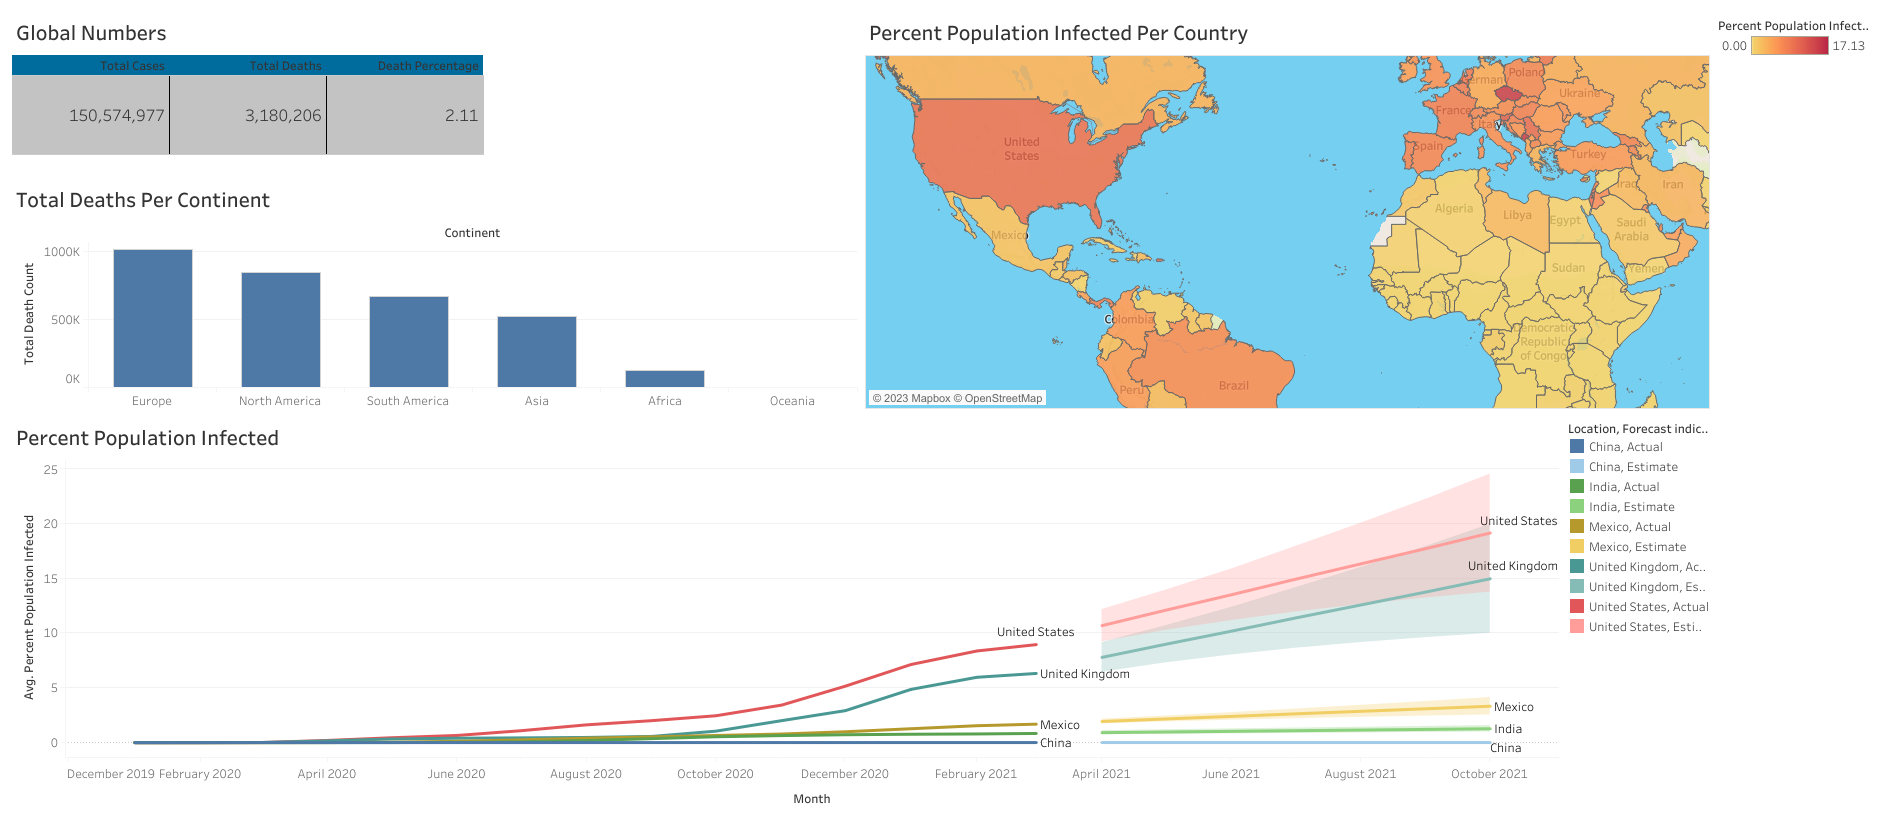 Global Numbers
Total Cases Total Deaths Death Percentage
150,574,977 3,180,206 2.11
Total Deaths Per Continent
Continent
Total Death Count
1000K
500K
0K
Europe North America South America Asia Africa Oceania
Percent Population Infected Per Country
United
States
Mexico
Colombia
Peru
Brazil
Poland
Germany
Ukraine
France
Italy
Spain
Turkey
Iraq
Iran
Algeria
Libya
Egypt
Saudi
Arabia
Sudan
Yemen
Democratic
Republic
of Congo
© 2023 Mapbox © OpenStreetMap
Percent Population Infect..
0.00 17.13
Percent Population Infected
Avg. Percent Population Infected
25
20
15
10
5
0
United States
United Kingdom
Mexico
China
United States
United Kingdom
Mexico
India
China
December 2019 February 2020 April 2020 June 2020 August 2020 October 2020 December 2020 February 2021 April 2021 June 2021 August 2021 October 2021
Month
Location, Forecast indic..
China, Actual
China, Estimate
India, Actual
India, Estimate
Mexico, Actual
Mexico, Estimate
United Kingdom, Ac..
United Kingdom, Es..
United States, Actual
United States, Esti..